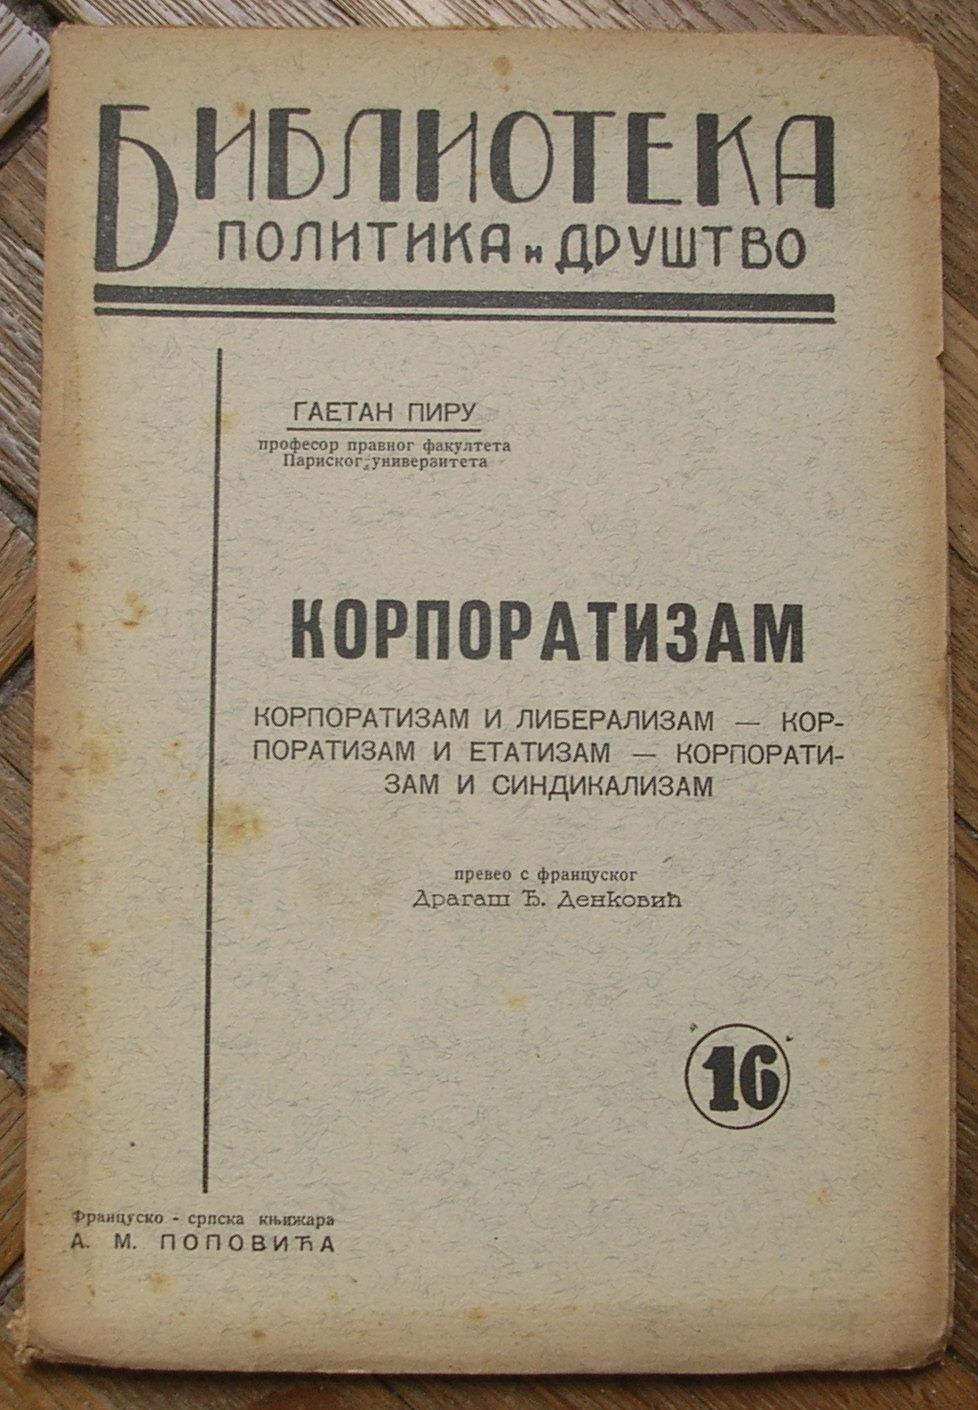 БИБЛИОТЕКА
ПОЛИТИКА и ДРУШТВО
ГАЕТАН ПИРУ
професор правног факултета
Париског универзитета
КОРПОРАТИЗАМ
КОРПОРАТИЗАМ И ЛИБЕРАЛИЗАМ — КОР-
ПОРАТИЗАМ И ЕТАТИЗАМ — КОРПОРАТИ-
ЗАМ И СИНДИКАЛИЗАМ
превео с француског
Драгаш Ђ. Денковић
16
Француско - српска књижара
А. М. ПОПОВИЋА